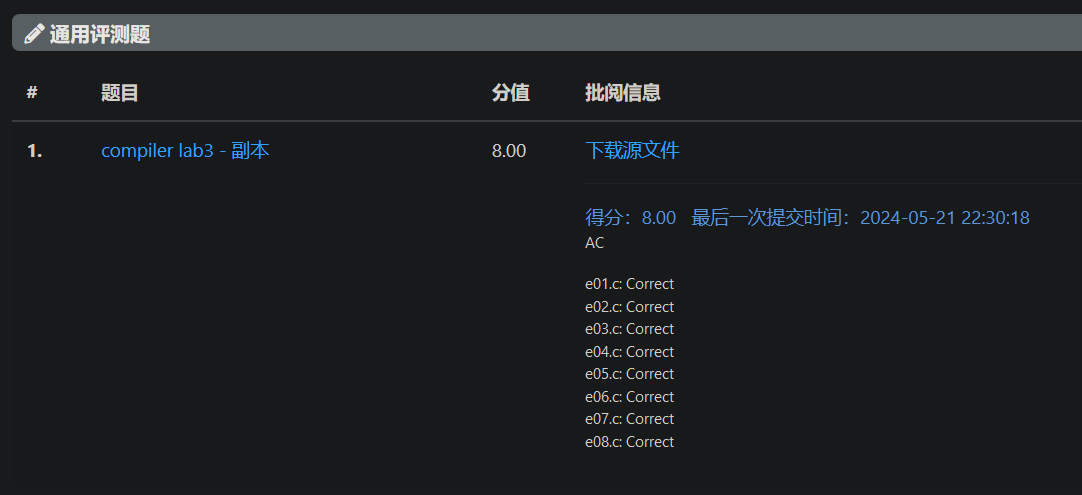 通用评测题
# 题目 分值 批阅信息
1. compiler lab3 - 副本 8.00 下载源文件
得分：8.00 最后一次提交时间：2024-05-21 22:30:18
AC
e01.c: Correct
e02.c: Correct
e03.c: Correct
e04.c: Correct
e05.c: Correct
e06.c: Correct
e07.c: Correct
e08.c: Correct